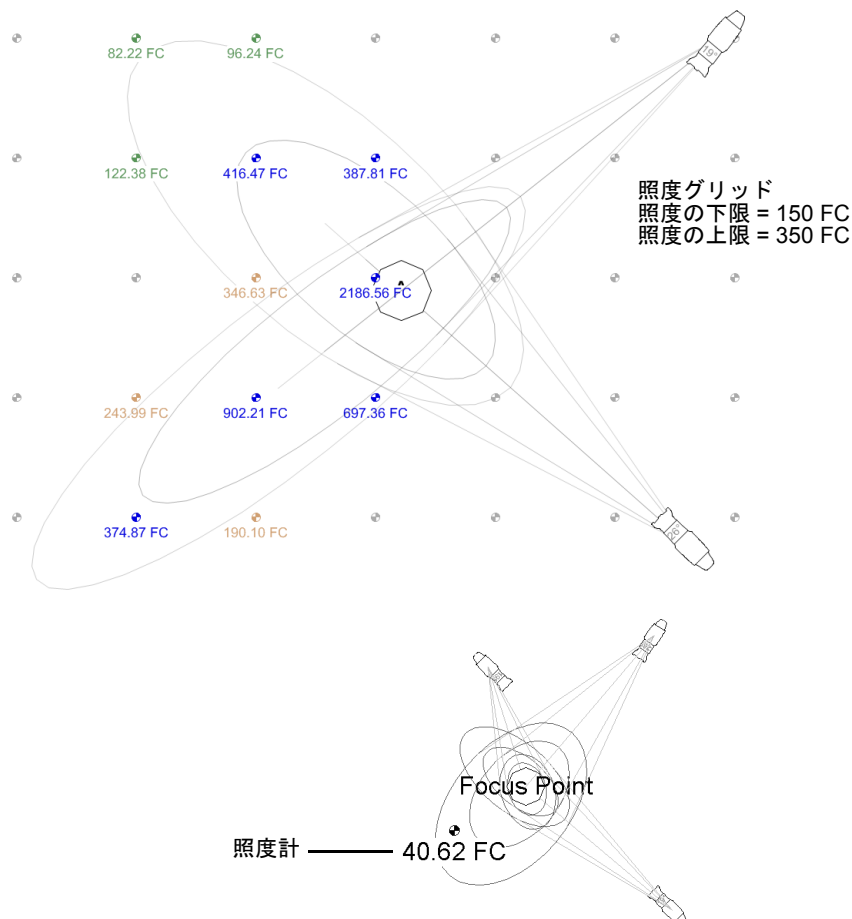 82.22 FC
96.24 FC
19°
122.38 FC
416.47 FC
387.81 FC
照度グリッド
照度の下限 = 150 FC
照度の上限 = 350 FC
346.63 FC
2186.56 FC
243.99 FC
902.21 FC
697.36 FC
374.87 FC
190.10 FC
26°
Focus Point
照度計
40.62 FC